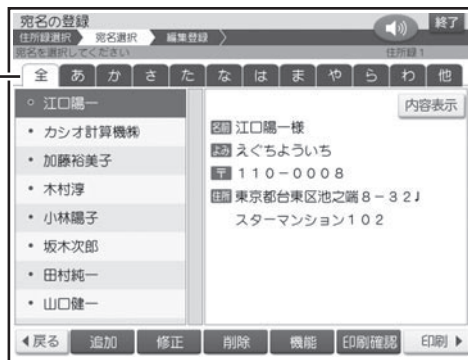 宛名の登録
終了
住所録選択 宛名選択 編集登録
宛名を選択してください 住所録1
全 あ か さ た な は ま や ら わ 他
江口陽一
内容表示
• カシオ計算機㈱
• 加藤裕美子
• 木村淳
• 小林陽子
• 坂木次郎
• 田村純一
• 山口健一
名前 江口陽一様
よみ えぐちよういち
〒 110-0008
住所 東京都台東区池之端8-32J
スターマンション102
戻る 追加 修正 削除 機能 印刷確認 印刷